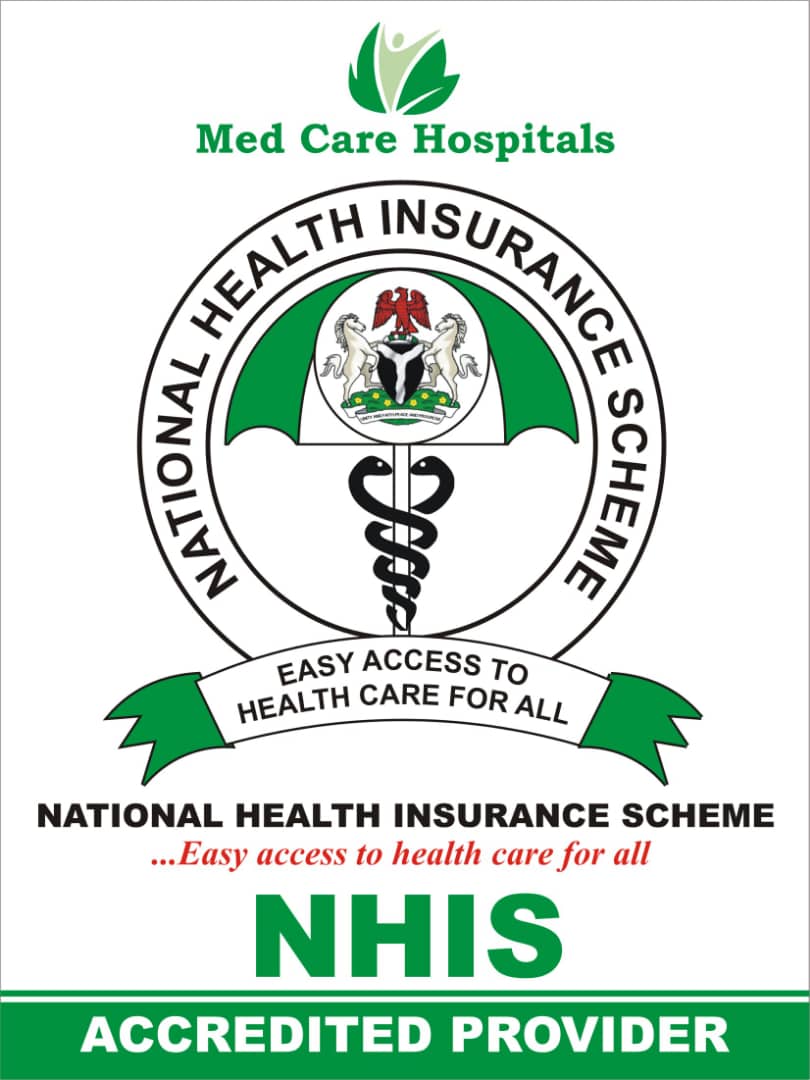 Med Care Hospitals
NATIONAL HEALTH INSURANCE SCHEME
EASY ACCESS TO
HEALTH CARE FOR ALL
NATIONAL HEALTH INSURANCE SCHEME
...Easy access to health care for all
NHIS
ACCREDITED PROVIDER